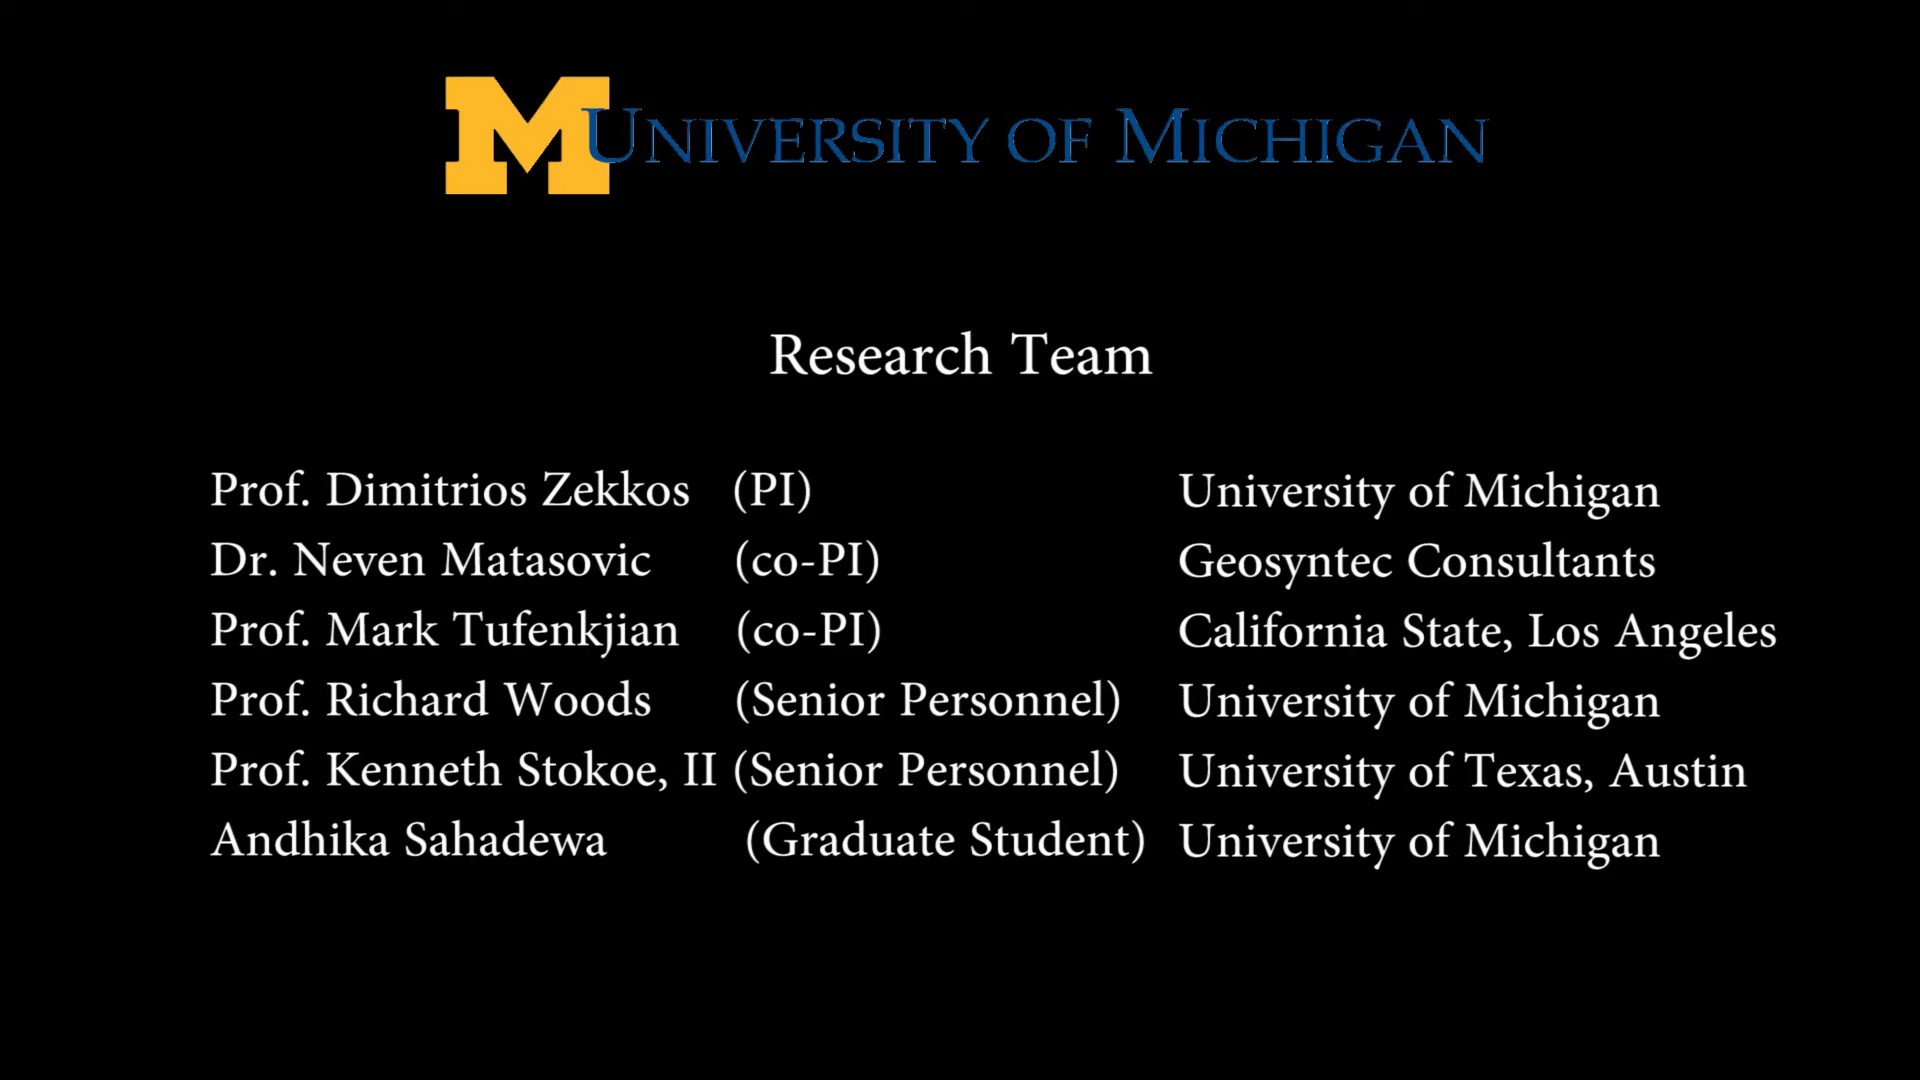 M UNIVERSITY OF MICHIGAN
Research Team
Prof. Dimitrios Zekkos (PI) University of Michigan
Dr. Neven Matasovic (co-PI) Geosyntec Consultants
Prof. Mark Tufenkjian (co-PI) California State, Los Angeles
Prof. Richard Woods (Senior Personnel) University of Michigan
Prof. Kenneth Stokoe, II (Senior Personnel) University of Texas, Austin
Andhika Sahadewa (Graduate Student) University of Michigan